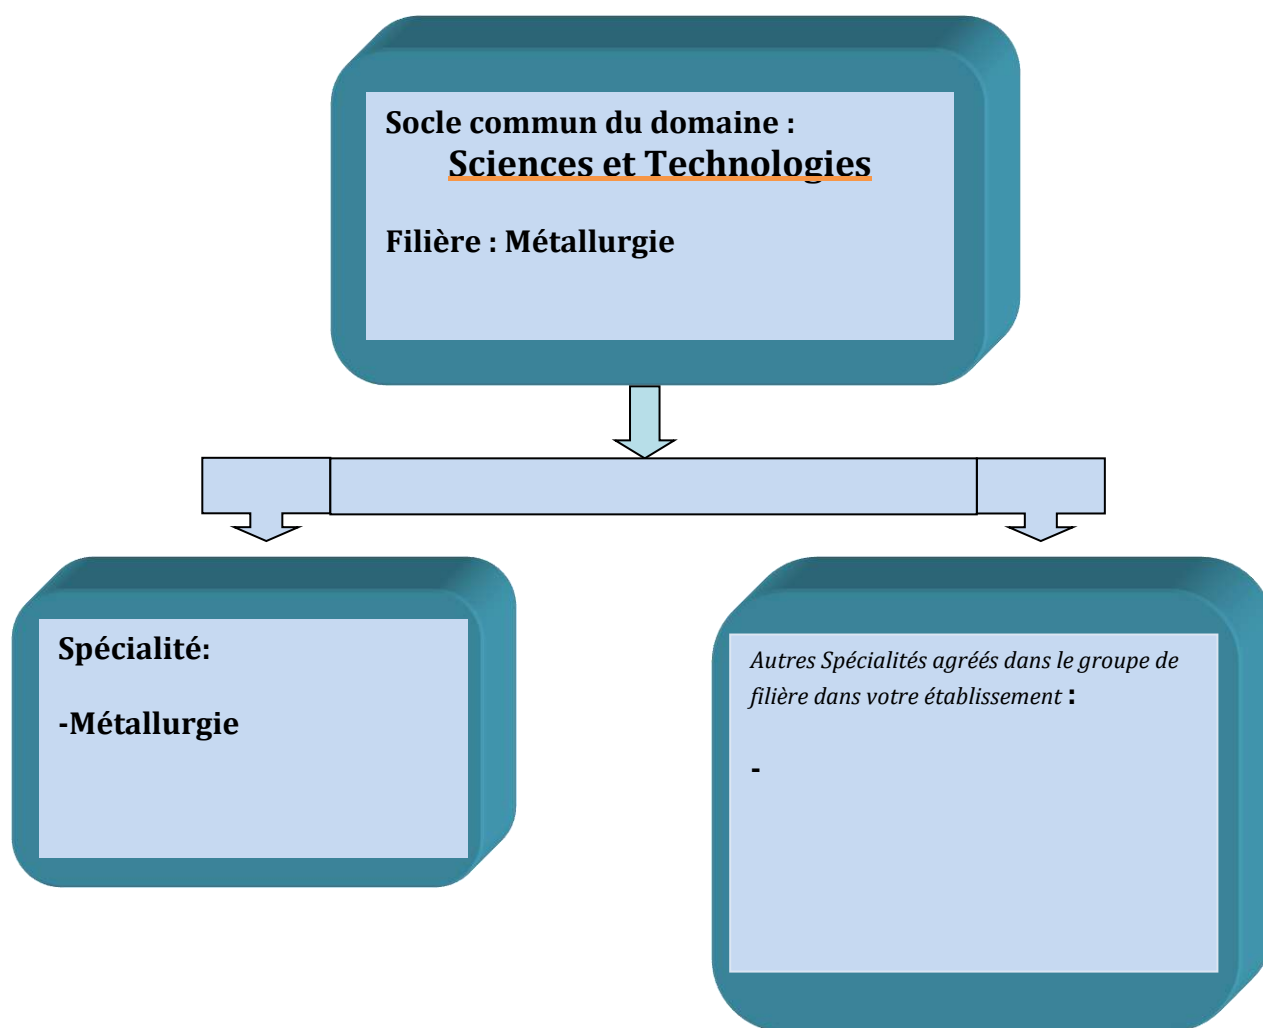 Socle commun du domaine :
Sciences et Technologies
Filière : Métallurgie
Spécialité:
-Métallurgie
Autres Spécialités agréés dans le groupe de
filière dans votre établissement :
-